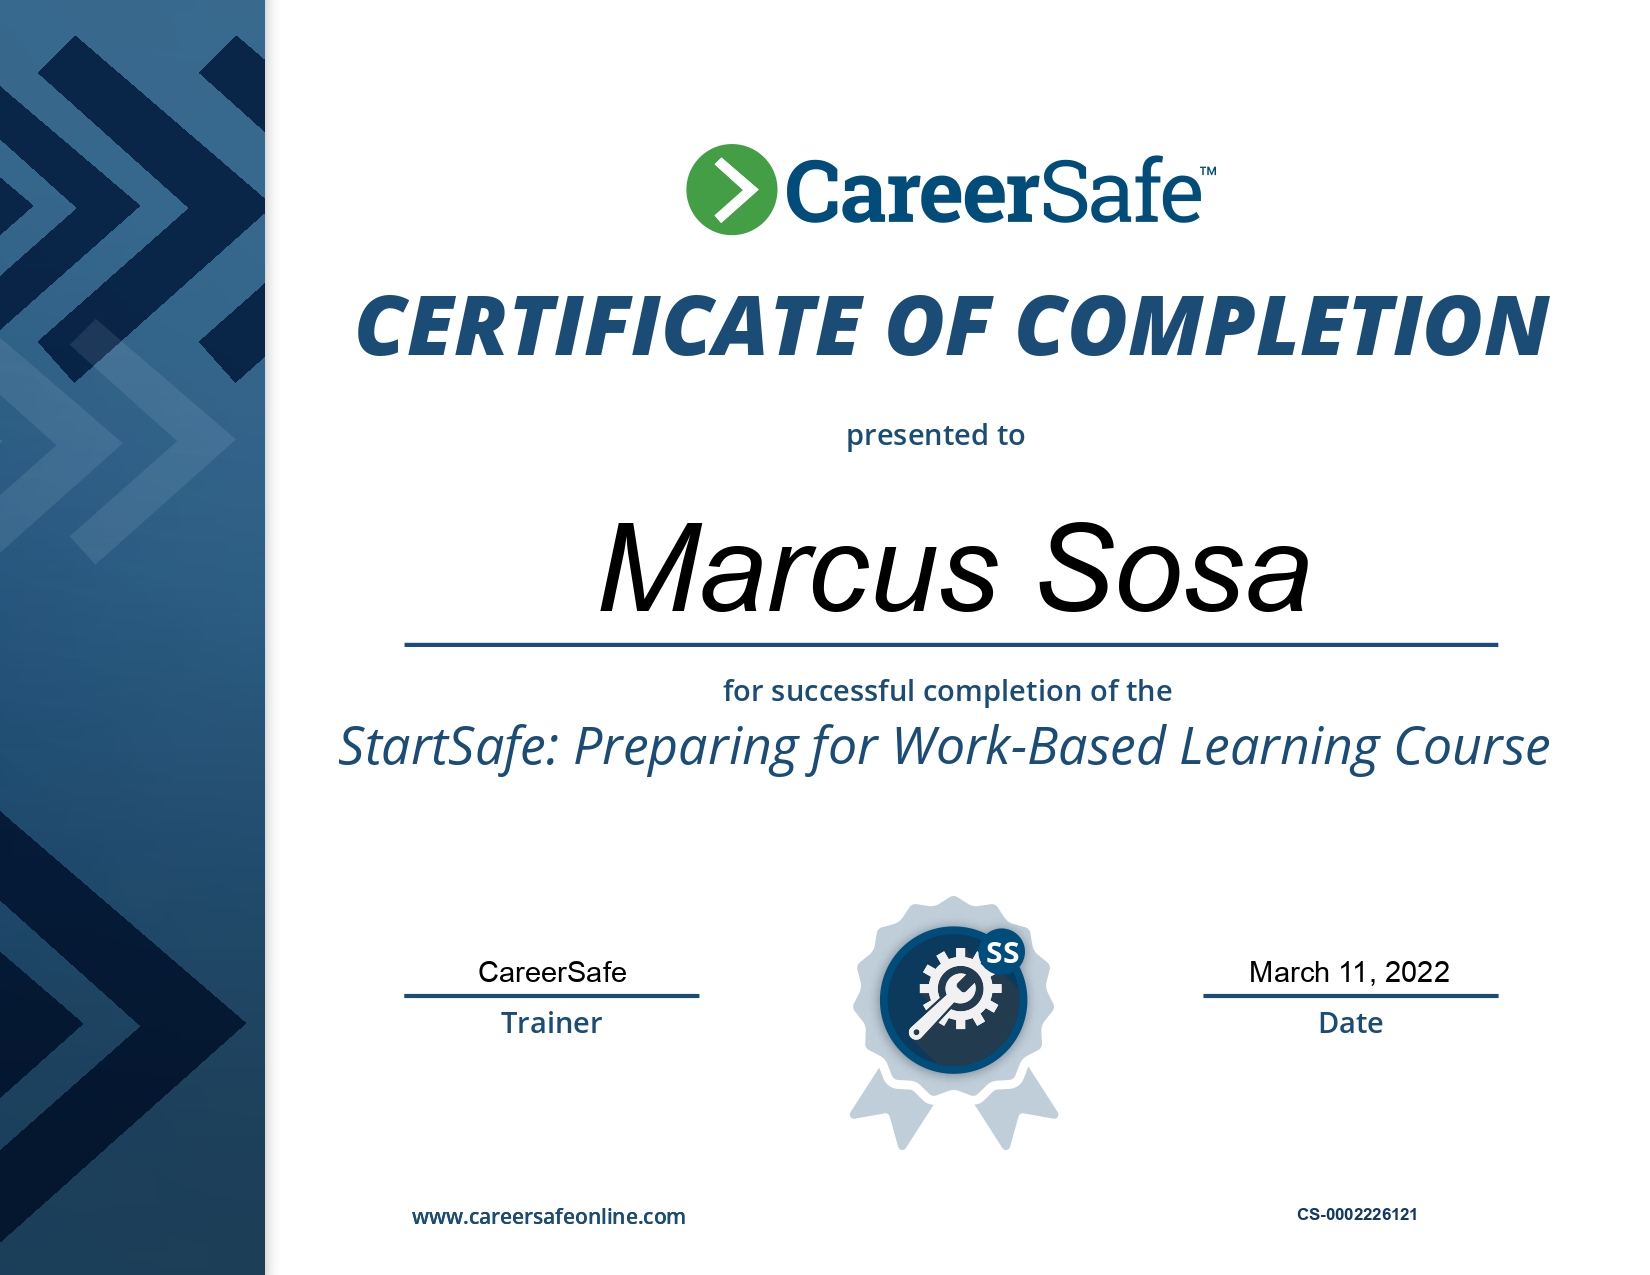 CareerSafe™
CERTIFICATE OF COMPLETION
presented to
Marcus Sosa
for successful completion of the
StartSafe: Preparing for Work-Based Learning Course
SS
CareerSafe
Trainer
March 11, 2022
Date
www.careersafeonline.com
CS-0002226121